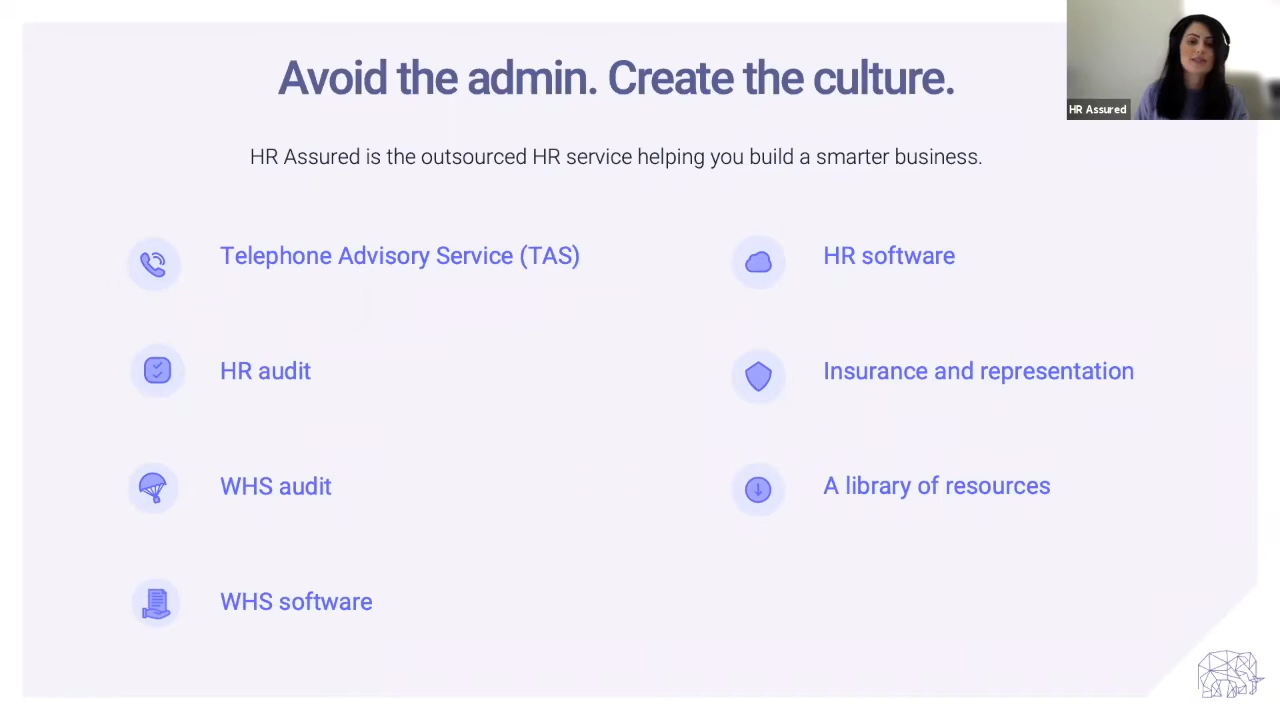 Avoid the admin. Create the culture.
HR Assured
HR Assured is the outsourced HR service helping you build a smarter business.
Telephone Advisory Service (TAS)
HR audit
WHS audit
WHS software
HR software
Insurance and representation
A library of resources